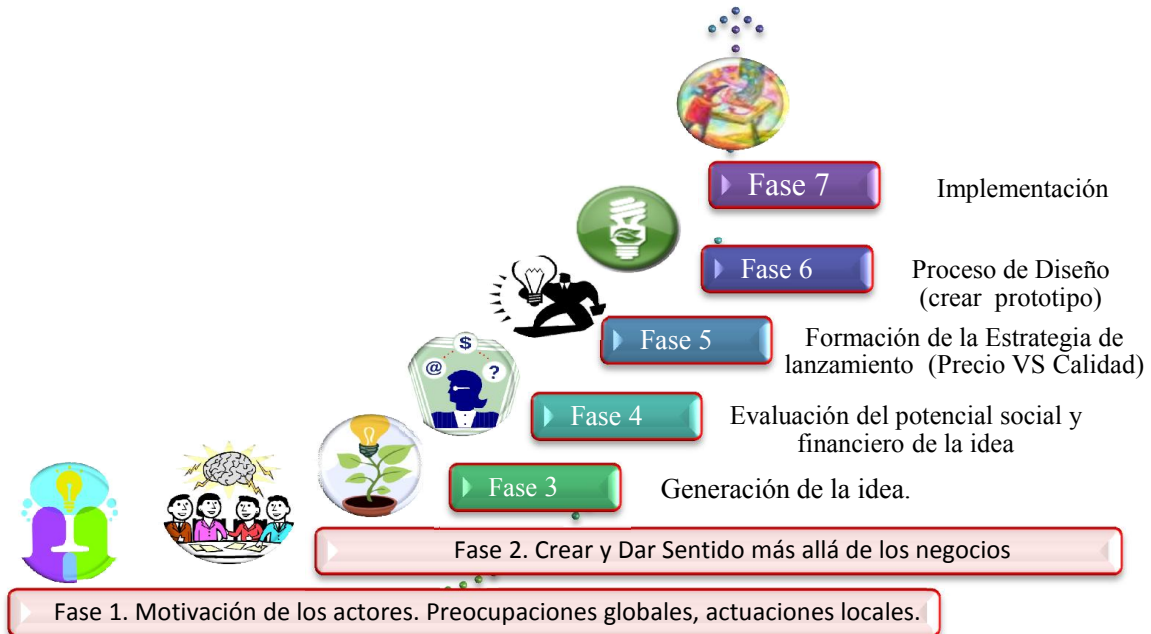 Fase 7
Implementación
Fase 6
Proceso de Diseño
(crear prototipo)
Fase 5
Formación de la Estrategia de
lanzamiento (Precio VS Calidad)
$
@
?
Fase 4
Evaluación del potencial social y
financiero de la idea
Fase 3
Generación de la idea.
Fase 2. Crear y Dar Sentido más allá de los negocios
Fase 1. Motivación de los actores. Preocupaciones globales, actuaciones locales.